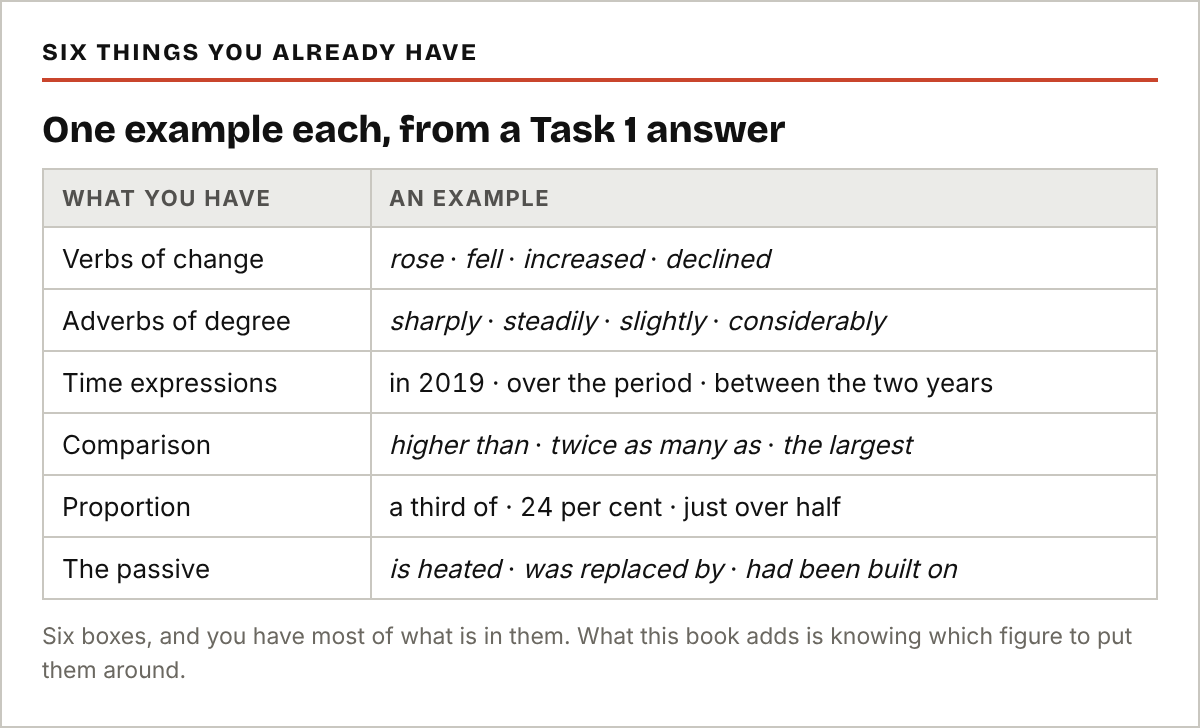 SIX THINGS YOU ALREADY HAVE
One example each, from a Task 1 answer
WHAT YOU HAVE AN EXAMPLE
Verbs of change rose · fell · increased · declined
Adverbs of degree sharply · steadily · slightly · considerably
Time expressions in 2019 · over the period · between the two years
Comparison higher than · twice as many as · the largest
Proportion a third of · 24 per cent · just over half
The passive is heated · was replaced by · had been built on
Six boxes, and you have most of what is in them. What this book adds is knowing which figure to put
them around.